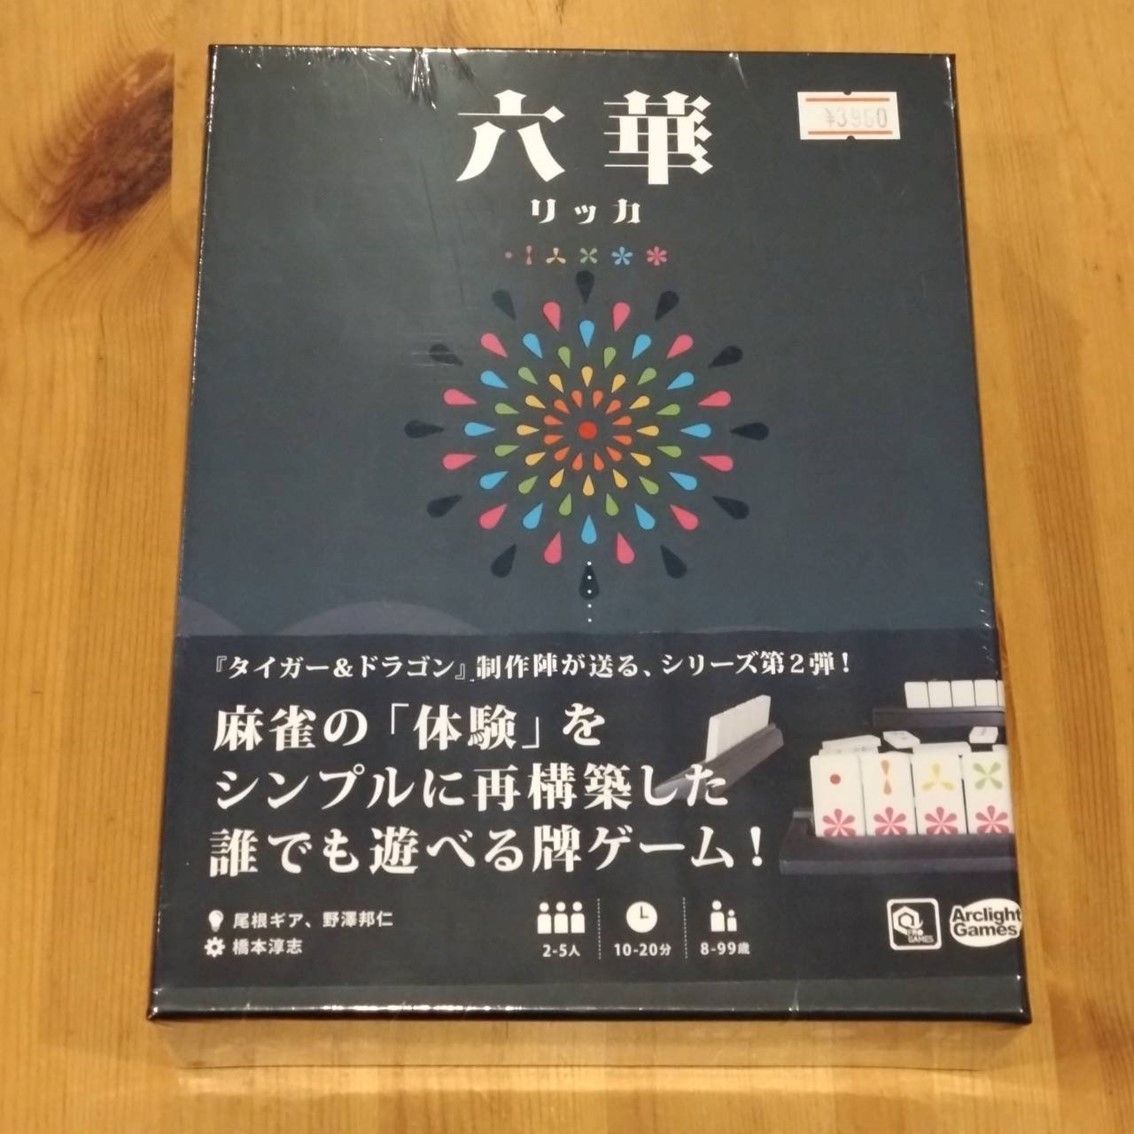 六華
¥3960
リッカ
『タイガー&ドラゴン』制作陣が送る、シリーズ第2弾!
麻雀の「体験」を
シンプルに再構築した
誰でも遊べる牌ゲーム!
尾根ギア、野澤邦仁
橋本淳志
2-5人
10-20分
8-99歳
GAMES
Arclight
Games